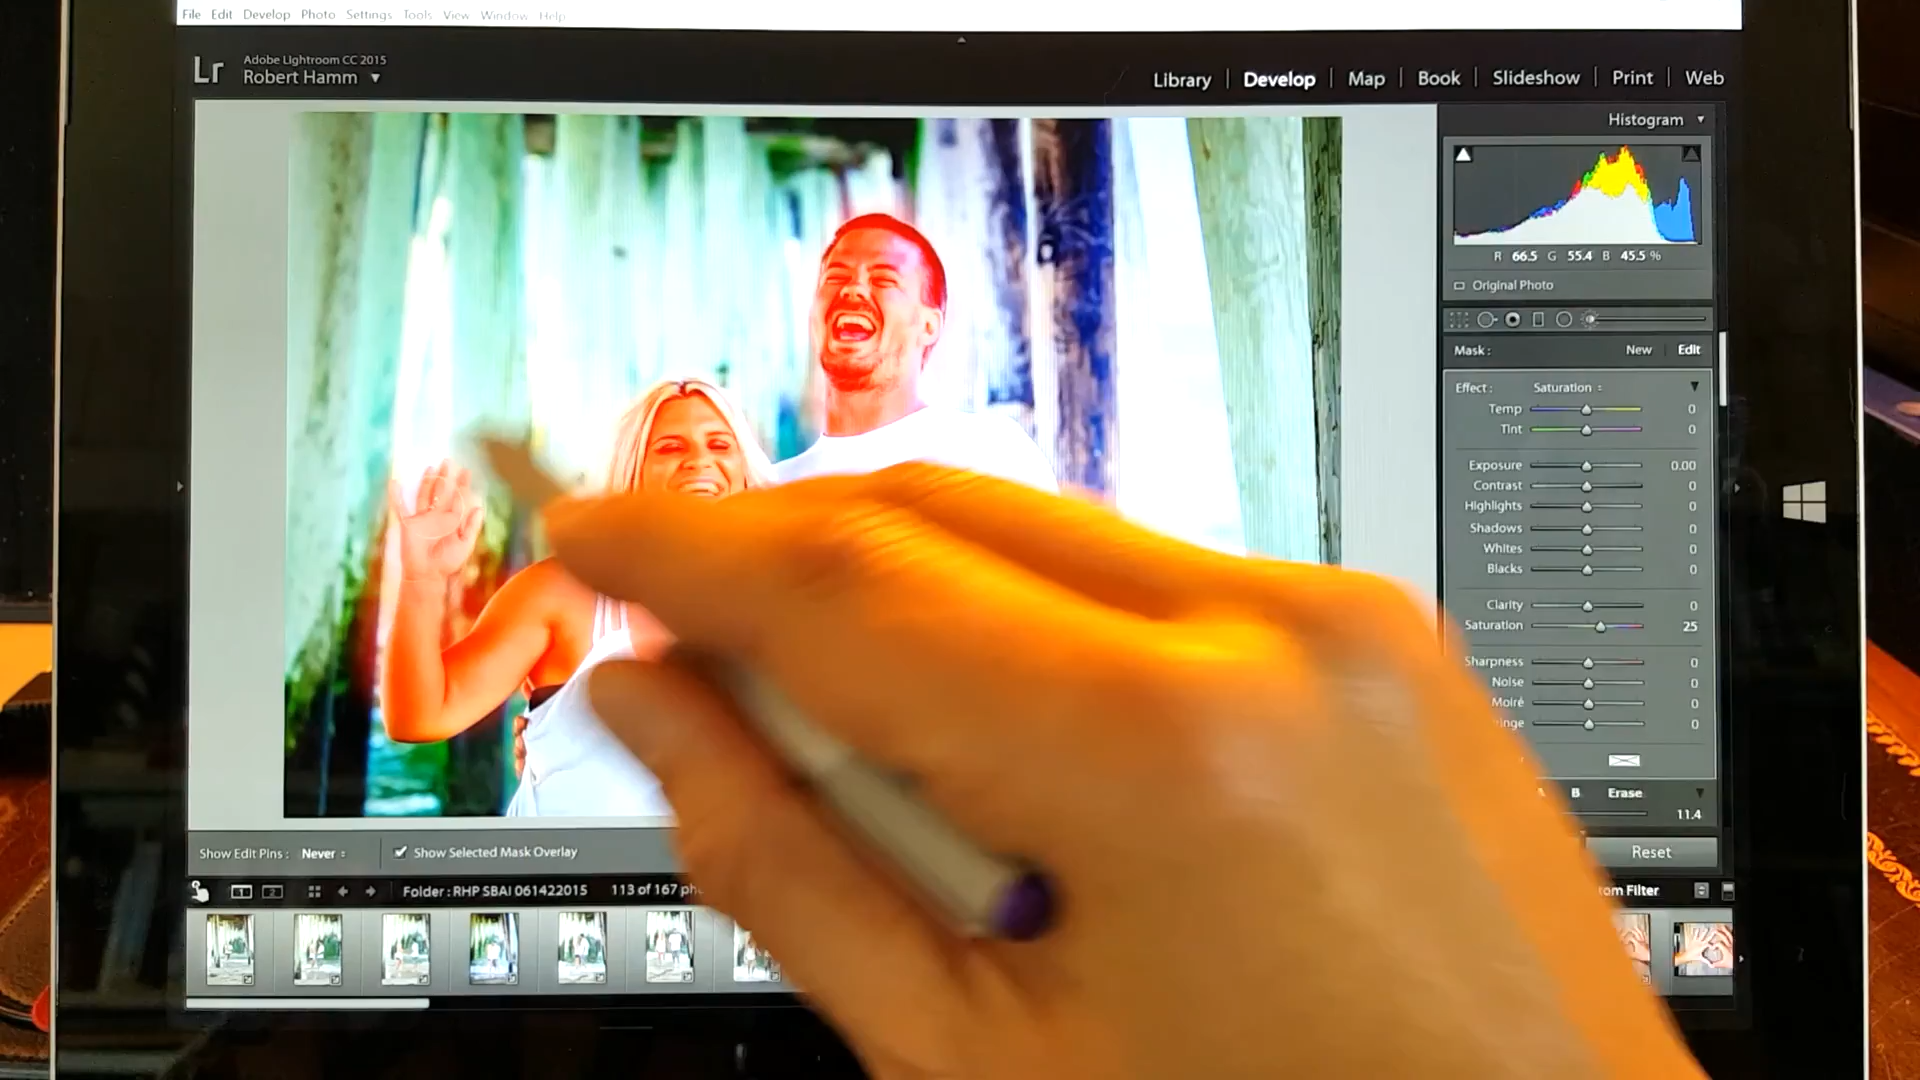 File Edit Develop Photo Settings Tools View Window Help
Lr
Adobe Lightroom CC 2015
Robert Hamm
Library Develop Map Book Slideshow Print Web
Histogram
R 66.5 G 55.4 B 45.5 %
Original Photo
Mask : New Edit
Effect : Saturation
Temp 0
Tint 0
Exposure 0.00
Contrast 0
Highlights 0
Shadows 0
Whites 0
Blacks 0
Clarity 0
Saturation 25
Sharpness 0
Noise 0
Moiré 0
0
B Erase
11.4
Show Edit Pins : Never
Show Selected Mask Overlay
Reset
1 2
Folder : RHP SBAI 061422015 113 of 167
Filter